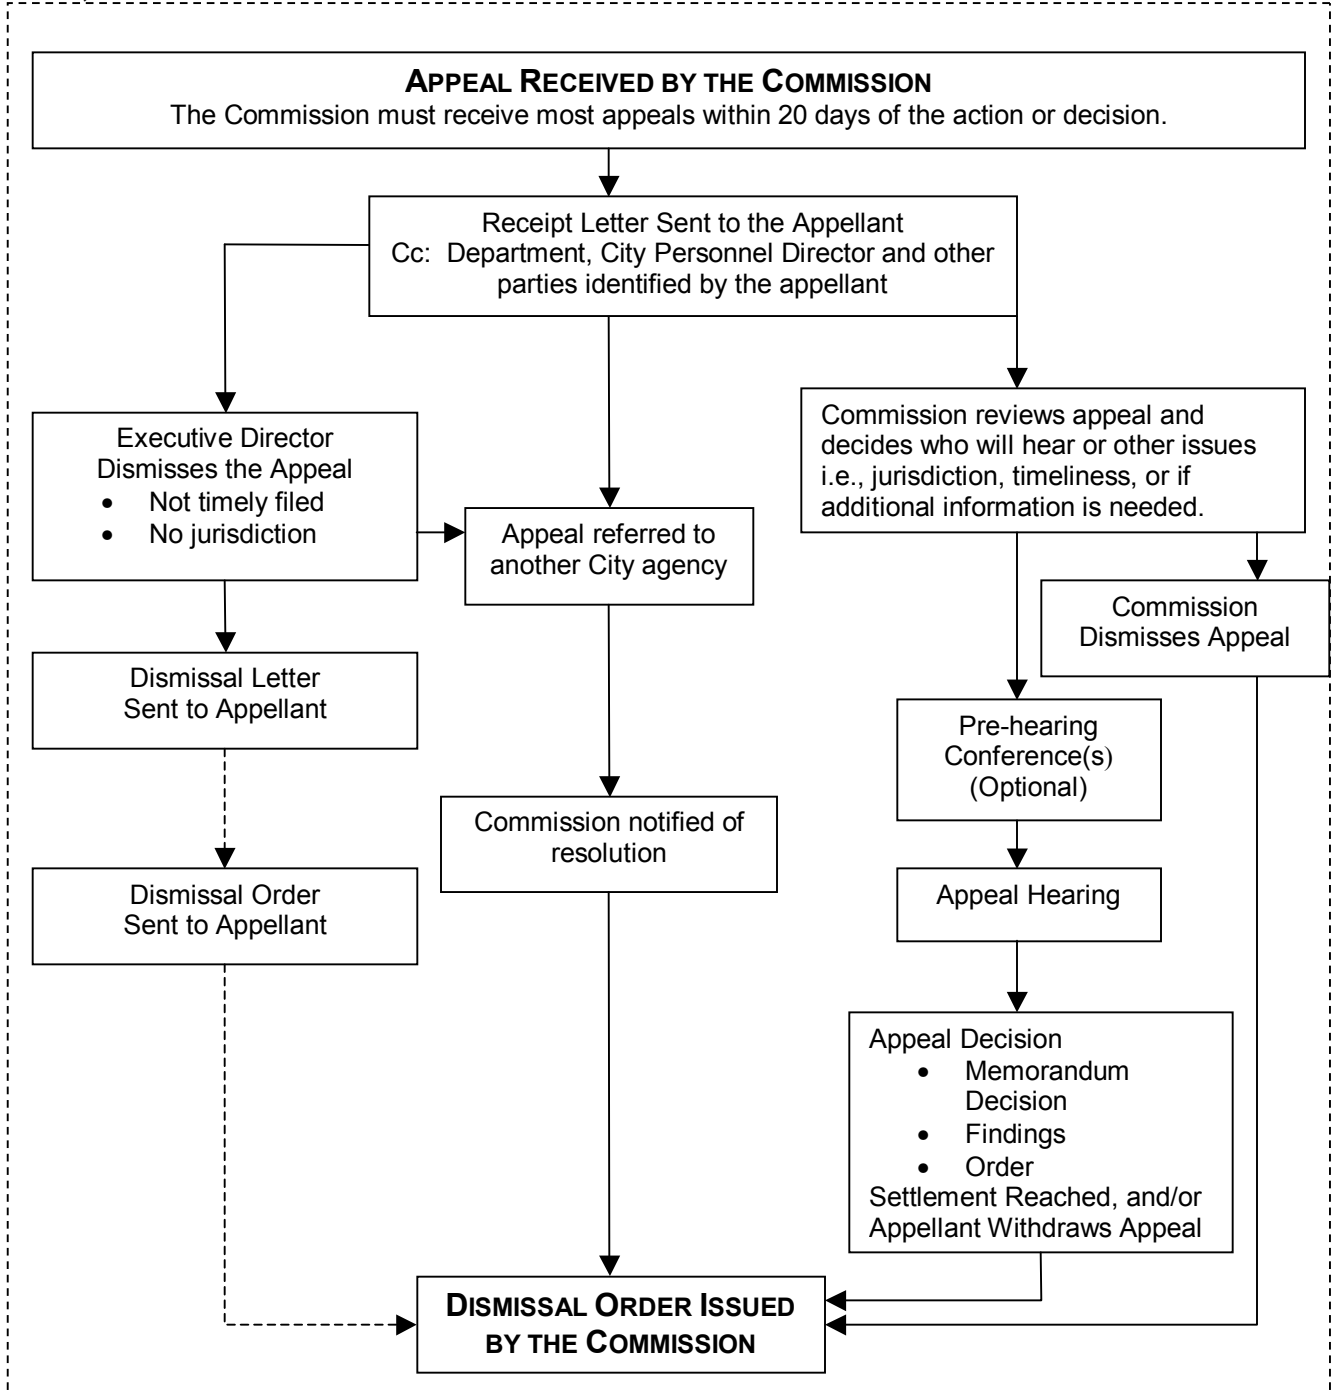 APPEAL RECEIVED BY THE COMMISSION
The Commission must receive most appeals within 20 days of the action or decision.
Receipt Letter Sent to the Appellant
Cc: Department, City Personnel Director and other
parties identified by the appellant
Executive Director
Dismisses the Appeal
• Not timely filed
• No jurisdiction
Appeal referred to
another City agency
Commission reviews appeal and
decides who will hear or other issues
i.e., jurisdiction, timeliness, or if
additional information is needed.
Commission
Dismisses Appeal
Dismissal Letter
Sent to Appellant
Pre-hearing
Conference(s)
(Optional)
Commission notified of
resolution
Dismissal Order
Sent to Appellant
Appeal Hearing
Appeal Decision
• Memorandum
Decision
• Findings
• Order
Settlement Reached, and/or
Appellant Withdraws Appeal
DISMISSAL ORDER ISSUED
BY THE COMMISSION